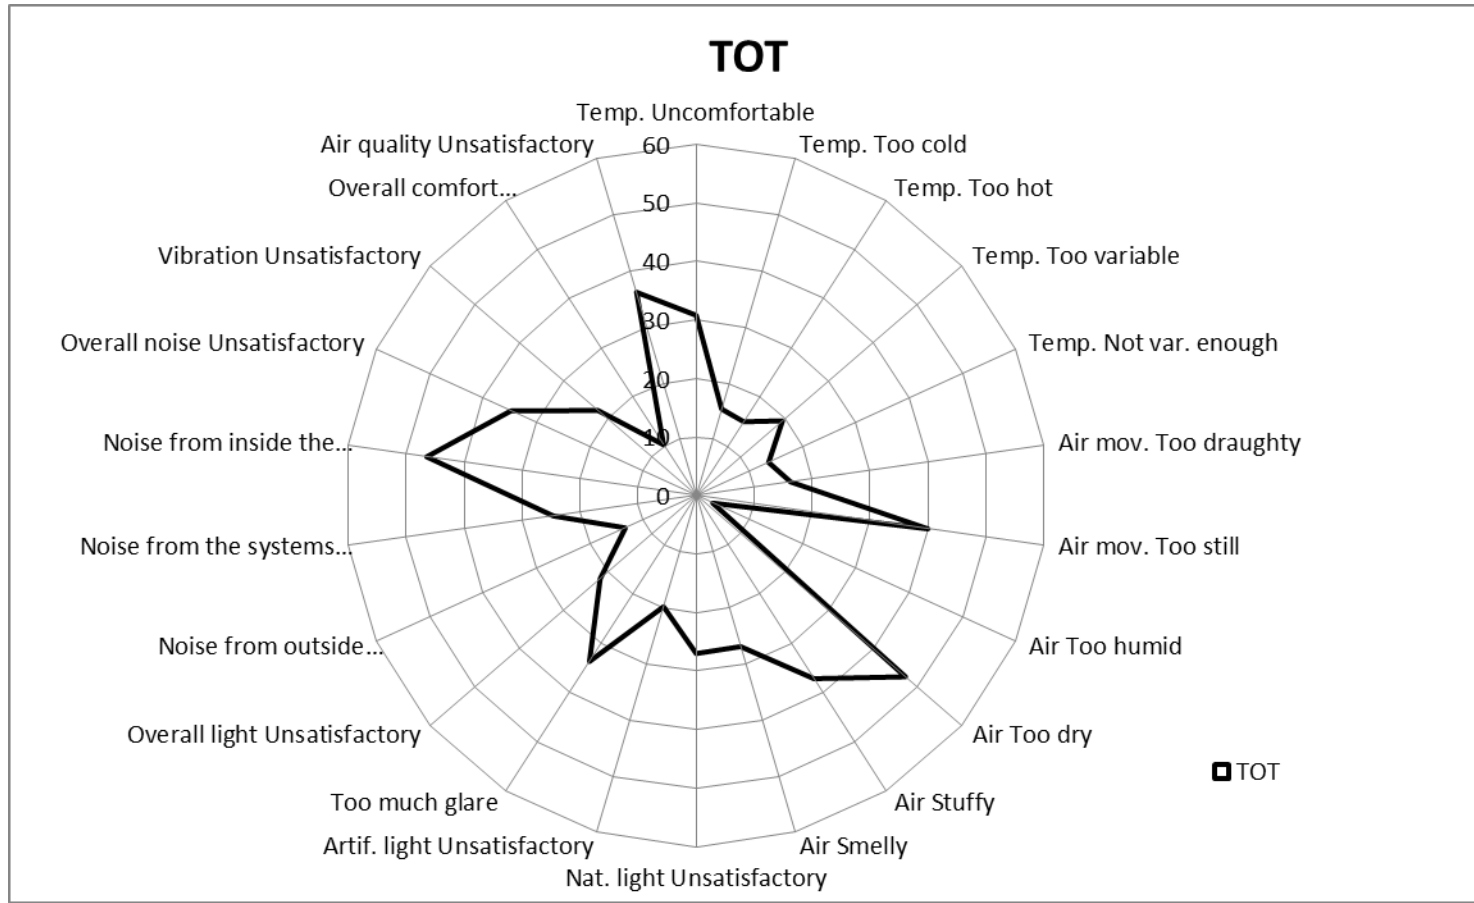 TOT
Temp. Uncomfortable
Air quality Unsatisfactory
Temp. Too cold
Overall comfort...
Temp. Too hot
Vibration Unsatisfactory
Temp. Too variable
Overall noise Unsatisfactory
Temp. Not var. enough
Noise from inside the...
Air mov. Too draughty
Noise from the systems...
Air mov. Too still
Noise from outside...
Air Too humid
Overall light Unsatisfactory
Air Too dry
Too much glare
Air Stuffy
Artif. light Unsatisfactory
Air Smelly
Nat. light Unsatisfactory
60
50
40
30
20
10
0
TOT